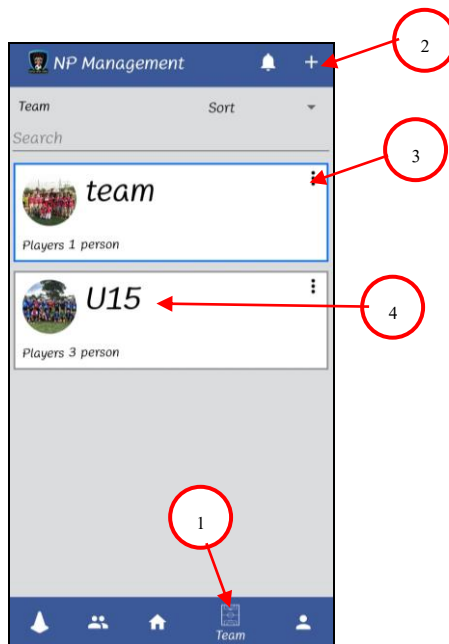 2
NP Management
Team Sort
3
Search
team
Players 1 person
U15
4
Players 3 person
1
Team